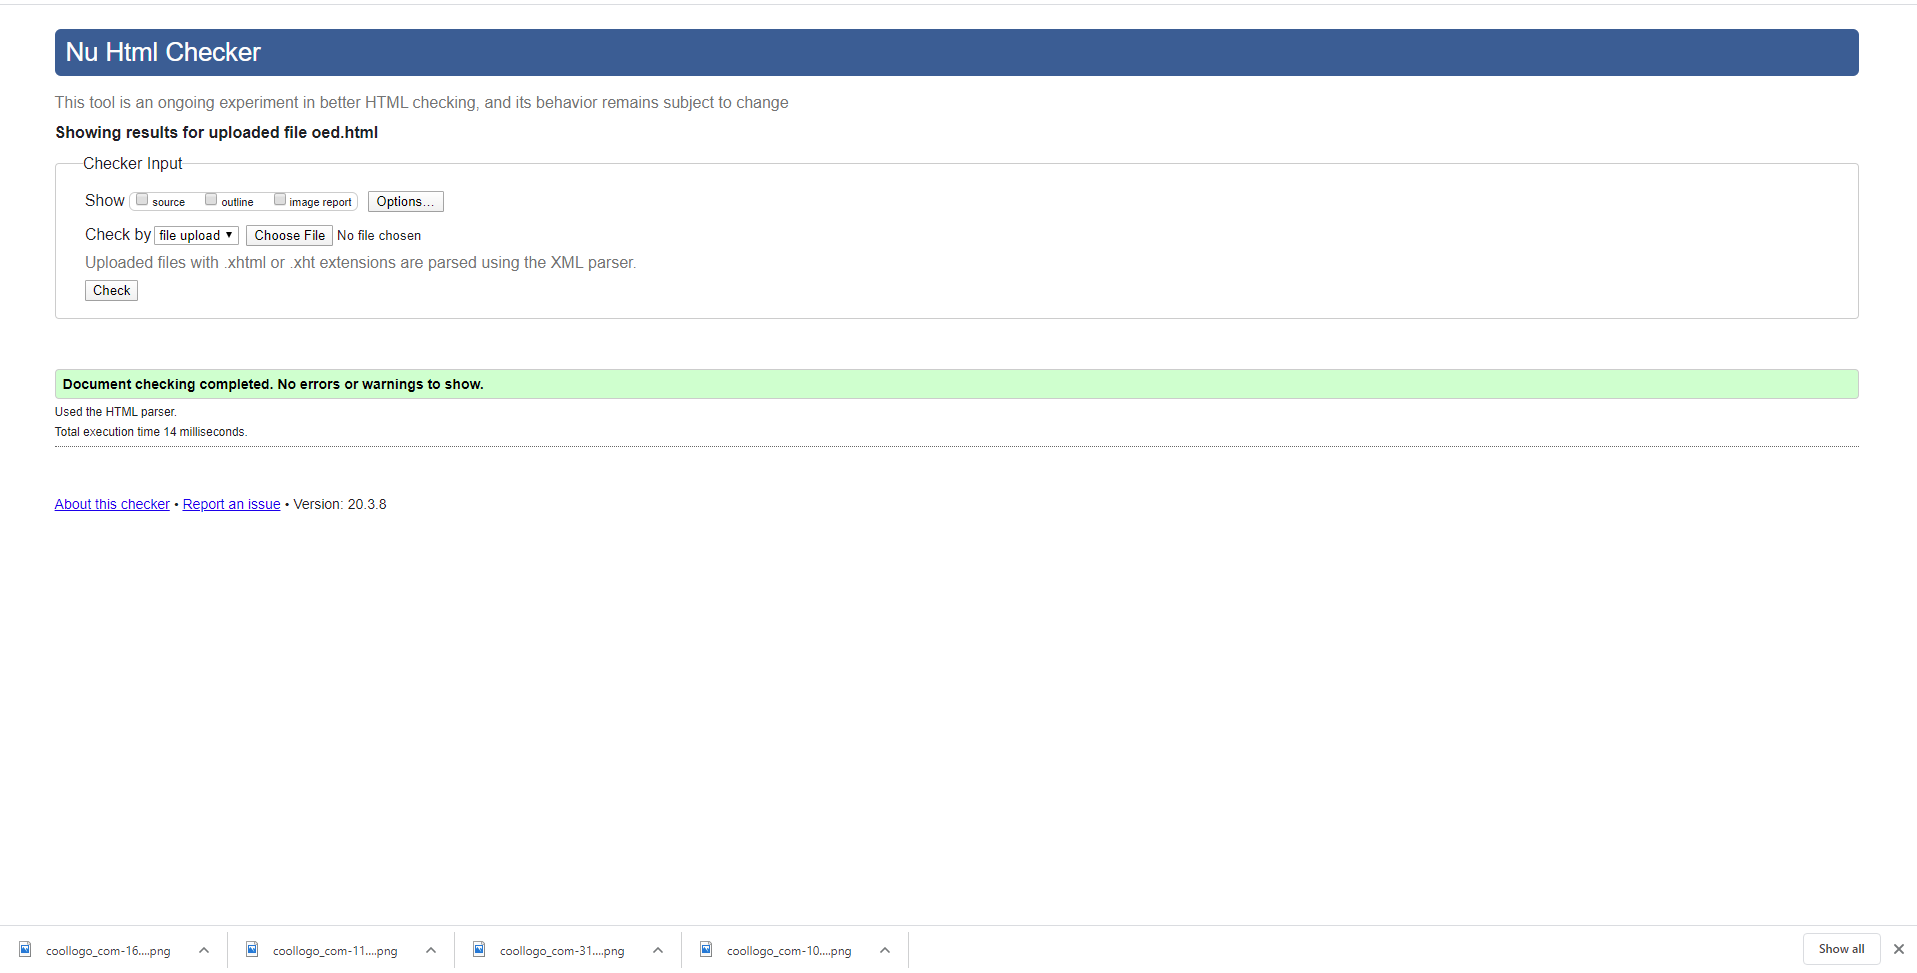 Nu Html Checker
This tool is an ongoing experiment in better HTML checking, and its behavior remains subject to change
Showing results for uploaded file oed.html
Checker Input
Show source outline image report Options...
Check by file upload Choose File No file chosen
Uploaded files with .xhtml or .xht extensions are parsed using the XML parser.
Check
Document checking completed. No errors or warnings to show.
Used the HTML parser.
Total execution time 14 milliseconds.
About this checker • Report an issue • Version: 20.3.8
coollogo_com-16....png coollogo_com-11....png coollogo_com-31....png coollogo_com-10....png Show all